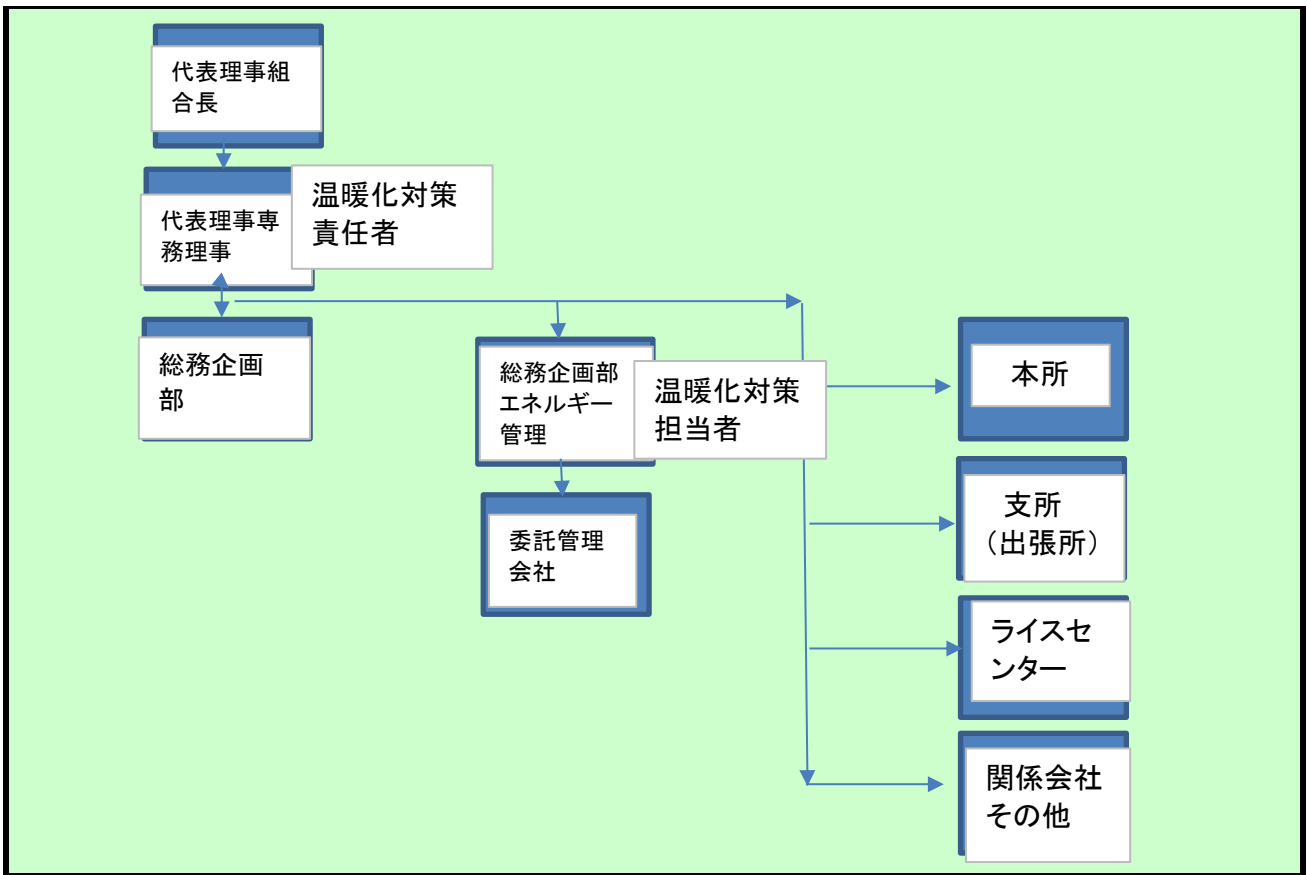 代表理事組
合長
代表理事専
務理事
温暖化対策
責任者
総務企画
部
総務企画部
エネルギー
管理
温暖化対策
担当者
委託管理
会社
本所
支所
（出張所）
ライスセ
ンター
関係会社
その他